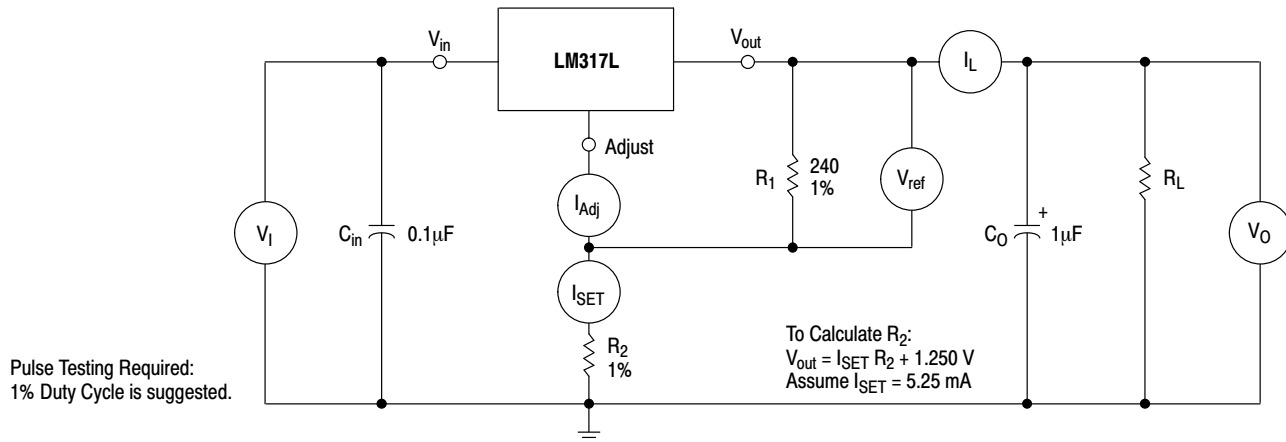 V_in
LM317L
V_out
I_L
Adjust
R_1
240
1%
V_ref
I_Adj
R_L
V_I
C_in
0.1μF
C_O
+
1μF
V_O
I_SET
R_2
1%
To Calculate R_2:
V_out = I_SET R_2 + 1.250 V
Assume I_SET = 5.25 mA
Pulse Testing Required:
1% Duty Cycle is suggested.